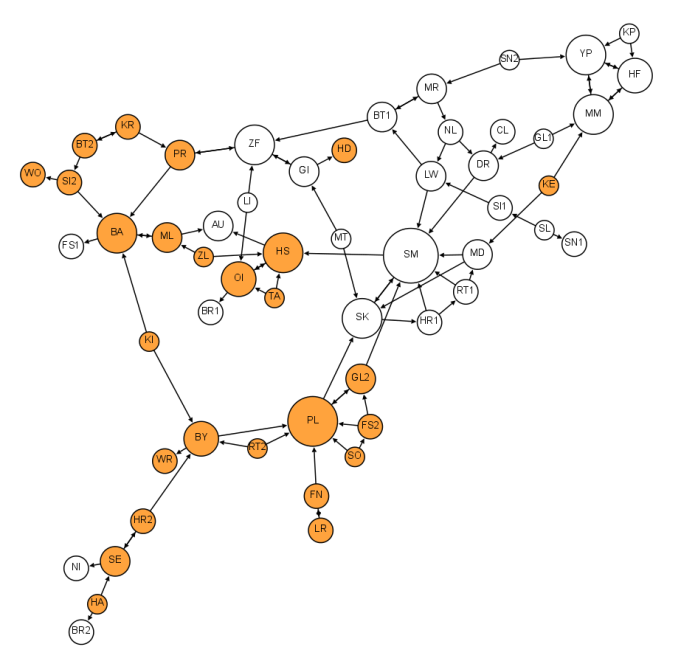 KP
YP
SN2
HF
MR
MM
BT1
KR
NL
CL
GL1
BT2
ZF
HD
PR
DR
GI
WO
SI2
LW
KE
LI
SI1
BA
AU
SL
ML
MT
SN1
FS1
HS
ZL
SM
MD
OI
RT1
TA
BR1
SK
HR1
KI
GL2
PL
FS2
BY
RT2
SO
WR
FN
HR2
LR
SE
NI
HA
BR2